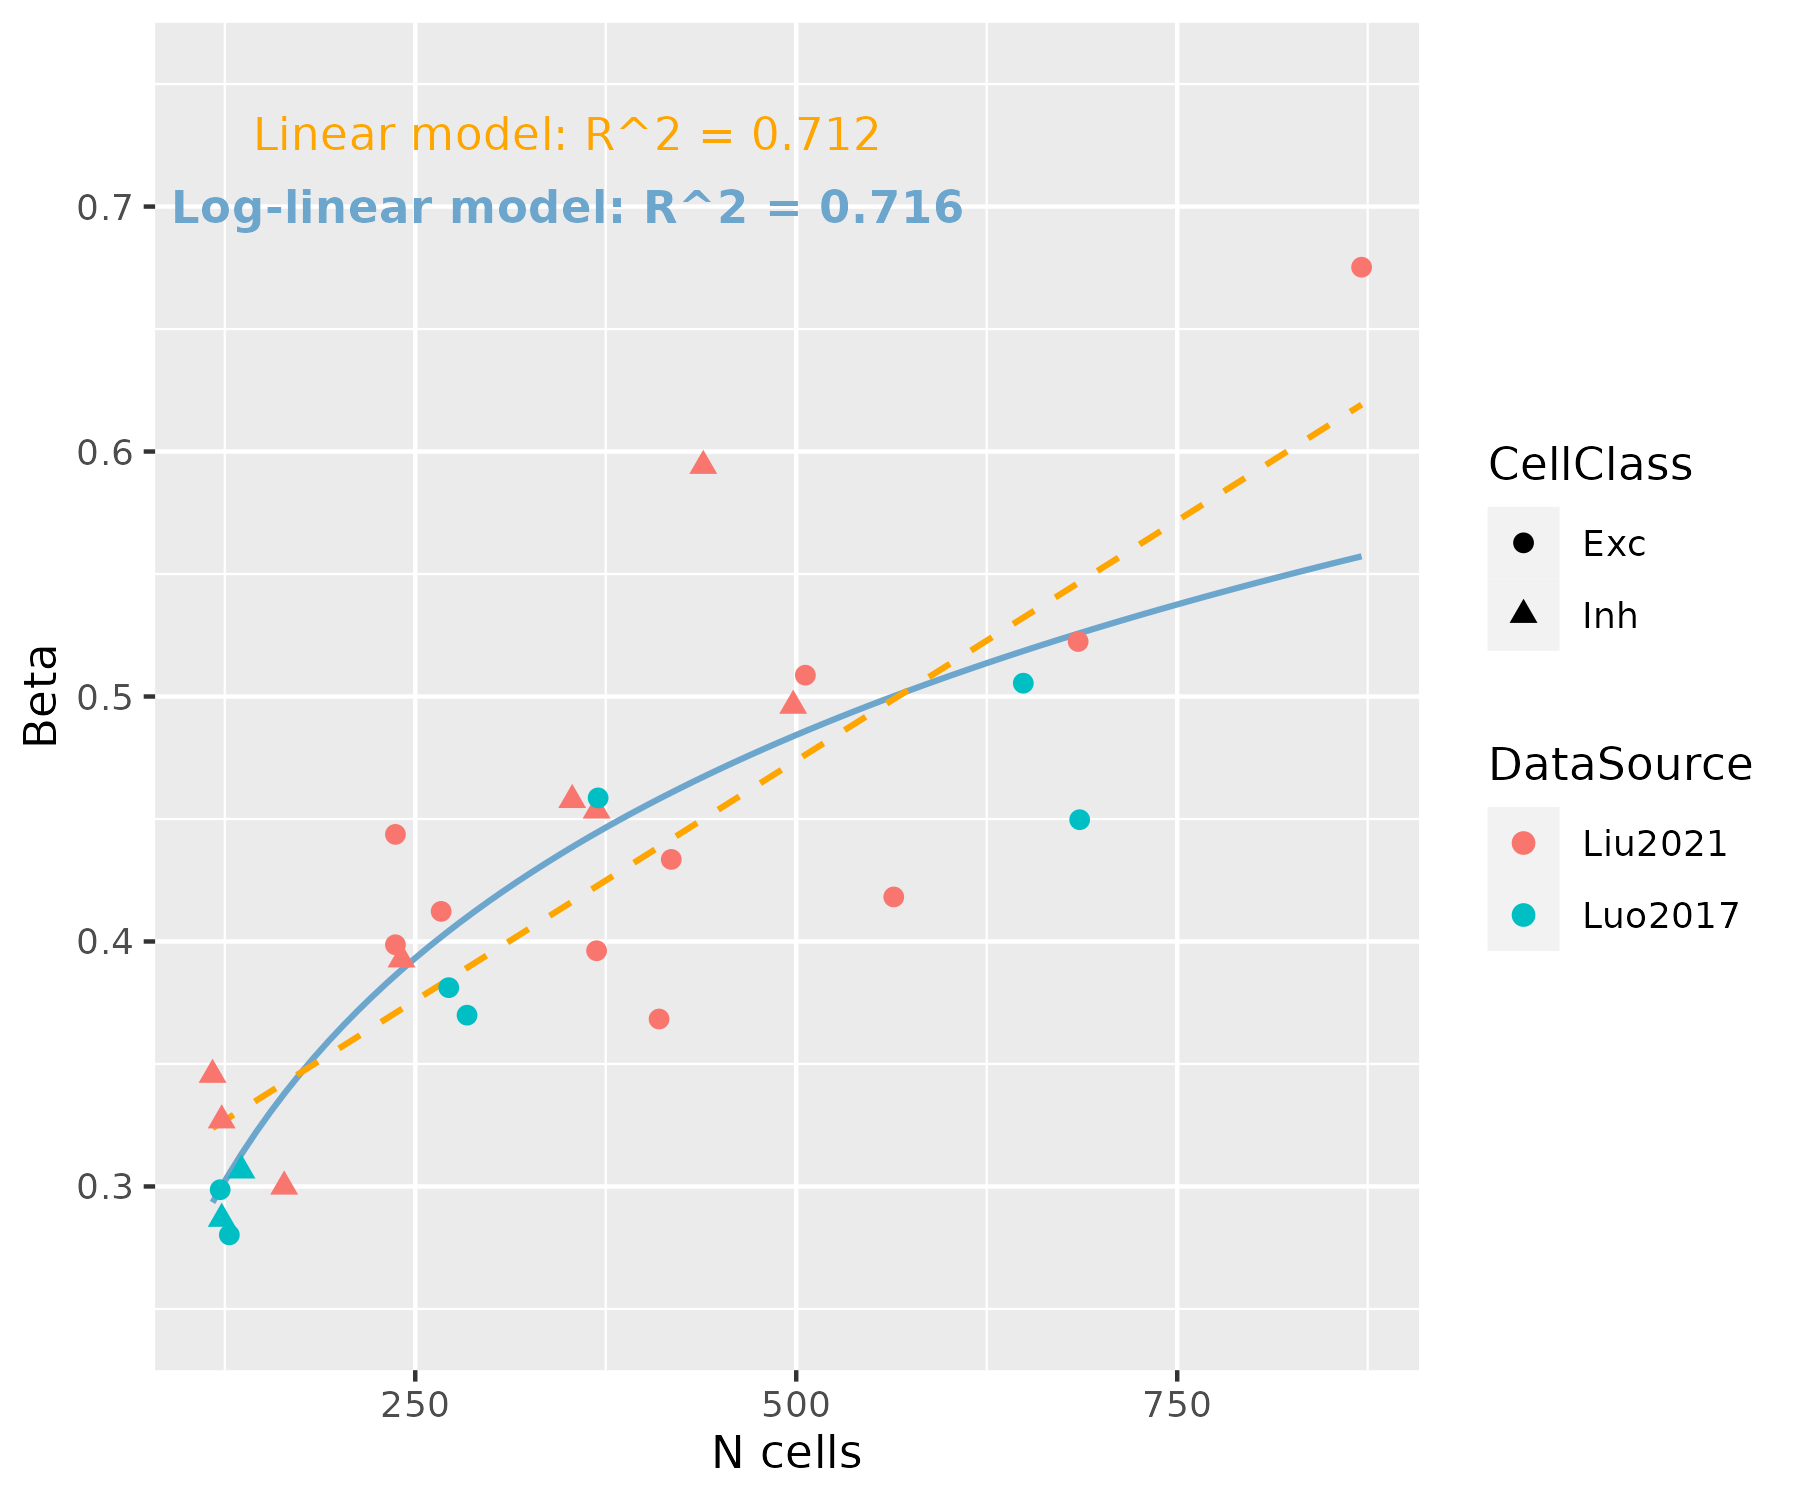 Linear model: R^2 = 0.712
Log-linear model: R^2 = 0.716
0.7
0.6
0.5
0.4
0.3
Beta
250
500
750
N cells
CellClass
Exc
Inh
DataSource
Liu2021
Luo2017